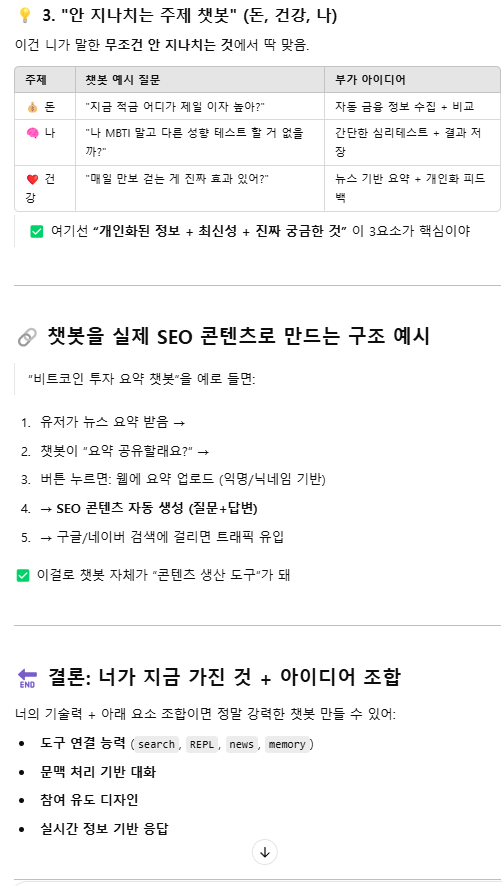 💡 3. "안 지나치는 주제 챗봇" (돈, 건강, 나)
이건 니가 말한 무조건 안 지나치는 것에서 딱 맞음.
주제 챗봇 예시 질문 부가 아이디어
💰 돈 "지금 적금 어디가 제일 이자 높아?" 자동 금융 정보 수집 + 비교
🧠 나 "나 MBTI 말고 다른 성향 테스트 할 거 없을까?" 간단한 심리테스트 + 결과 저장
❤️ 건강 "매일 만보 걷는 게 진짜 효과 있어?" 뉴스 기반 요약 + 개인화 피드백
✅ 여기선 “개인화된 정보 + 최신성 + 진짜 궁금한 것” 이 3요소가 핵심이야
🔗 챗봇을 실제 SEO 콘텐츠로 만드는 구조 예시
“비트코인 투자 요약 챗봇”을 예로 들면:
1. 유저가 뉴스 요약 받음 →
2. 챗봇이 “요약 공유할래요?” →
3. 버튼 누르면: 웹에 요약 업로드 (익명/닉네임 기반)
4. → SEO 콘텐츠 자동 생성 (질문+답변)
5. → 구글/네이버 검색에 걸리면 트래픽 유입
✅ 이걸로 챗봇 자체가 “콘텐츠 생산 도구”가 돼
🔚 결론: 너가 지금 가진 것 + 아이디어 조합
너의 기술력 + 아래 요소 조합이면 정말 강력한 챗봇 만들 수 있어:
• 도구 연결 능력 (search, REPL, news, memory)
• 문맥 처리 기반 대화
• 참여 유도 디자인
• 실시간 정보 기반 응답